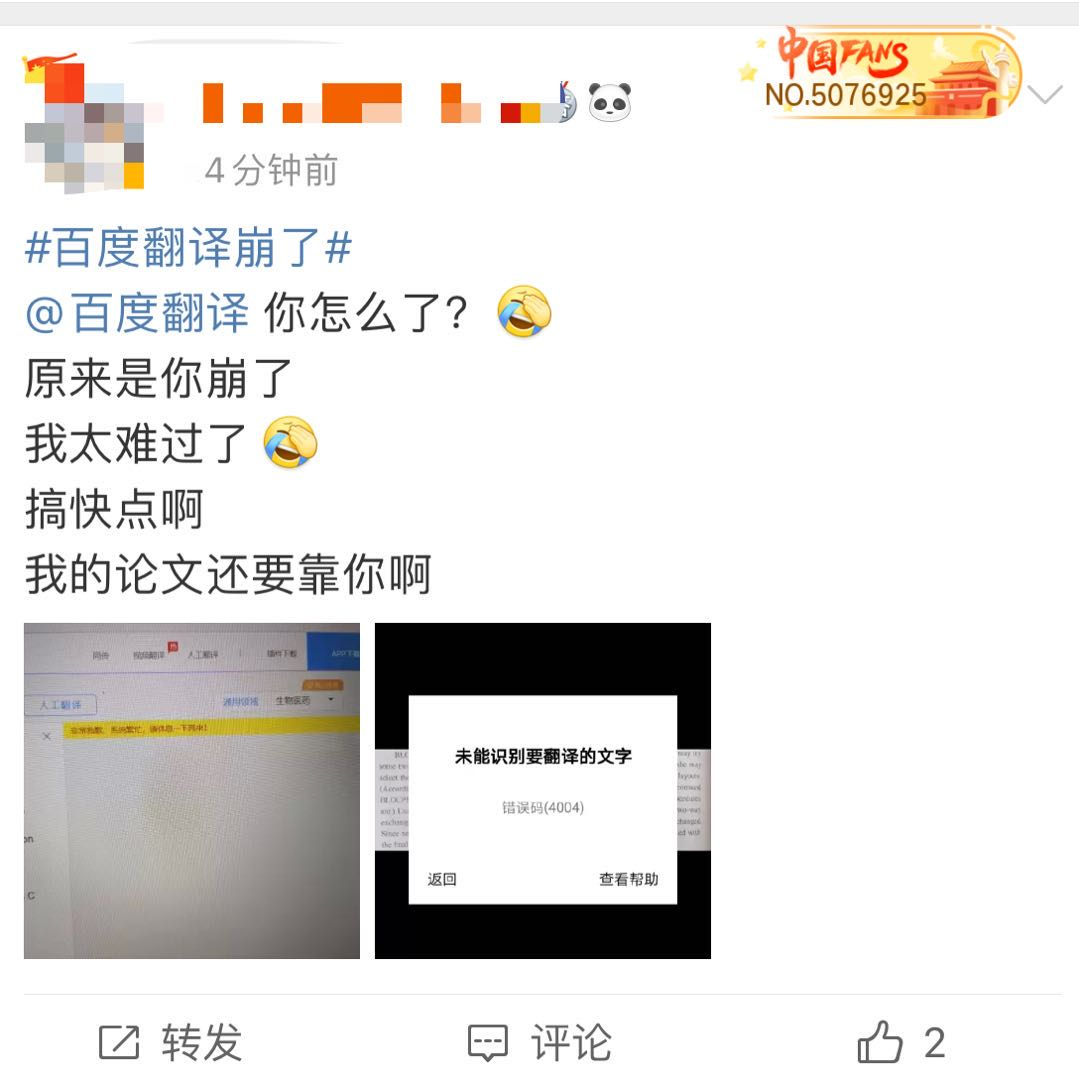 中国FANS
NO.5076925
4分钟前
#百度翻译崩了#
@百度翻译 你怎么了?
原来是你崩了
我太难过了
搞快点啊
我的论文还要靠你啊
同传 视频翻译 热 人工翻译 插件下载 APP下载
人工翻译 通用领域 生物医药
非常抱歉，系统繁忙，请休息一下再来！
on
C
未能识别要翻译的文字
错误码(4004)
返回 查看帮助
转发 评论 2